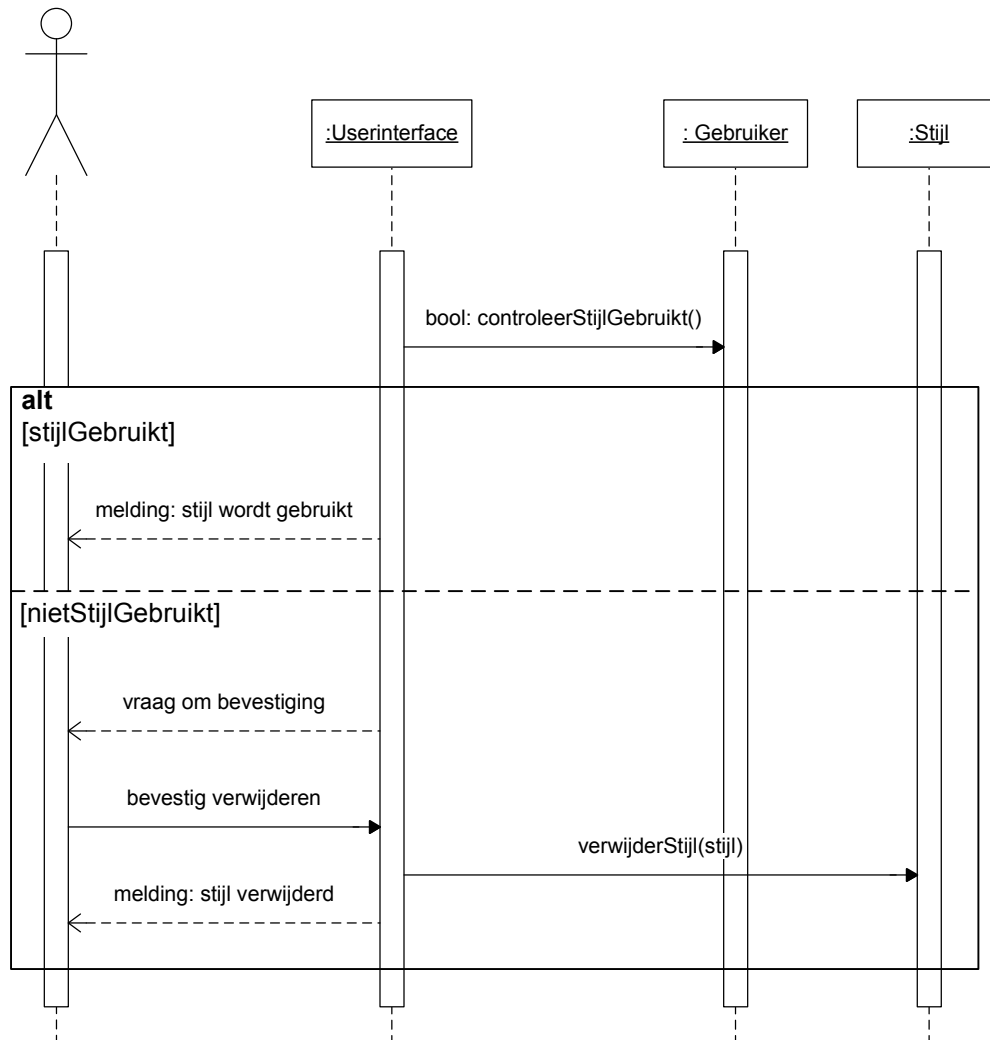 :Userinterface
: Gebruiker
:Stijl
bool: controleerStijlGebruikt()
alt
[stijlGebruikt]
melding: stijl wordt gebruikt
[nietStijlGebruikt]
vraag om bevestiging
bevestig verwijderen
verwijderStijl(stijl)
melding: stijl verwijderd